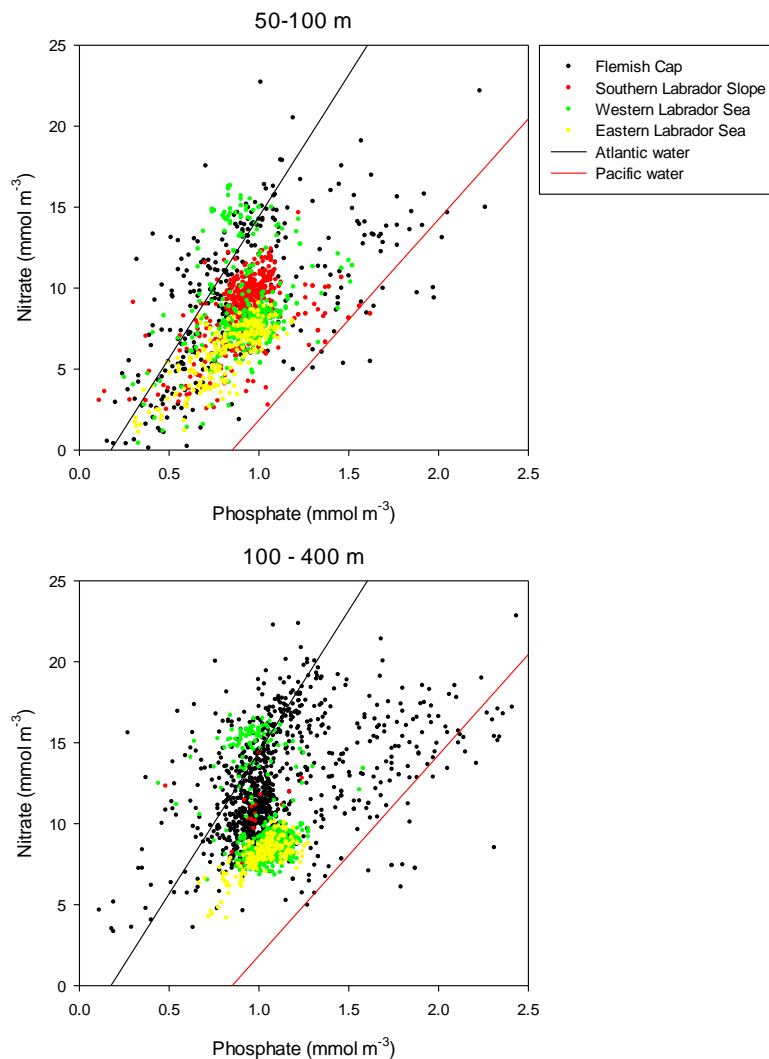 50-100 m
25
20
15
10
5
0
Nitrate (mmol m-3)
0.0 0.5 1.0 1.5 2.0 2.5
Phosphate (mmol m-3)
Flemish Cap
Southern Labrador Slope
Western Labrador Sea
Eastern Labrador Sea
Atlantic water
Pacific water
100 - 400 m
25
20
15
10
5
0
Nitrate (mmol m-3)
0.0 0.5 1.0 1.5 2.0 2.5
Phosphate (mmol m-3)